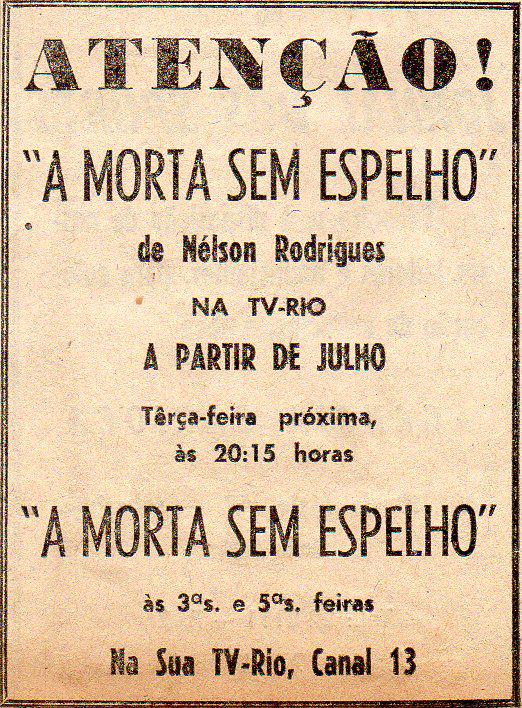 ATENÇÃO!
"A MORTA SEM ESPELHO"
de Nélson Rodrigues
NA TV-RIO
A PARTIR DE JULHO
Têrça-feira próxima,
às 20:15 horas
"A MORTA SEM ESPELHO"
às 3ªs. e 5ªs. feiras
Na Sua TV-Rio, Canal 13